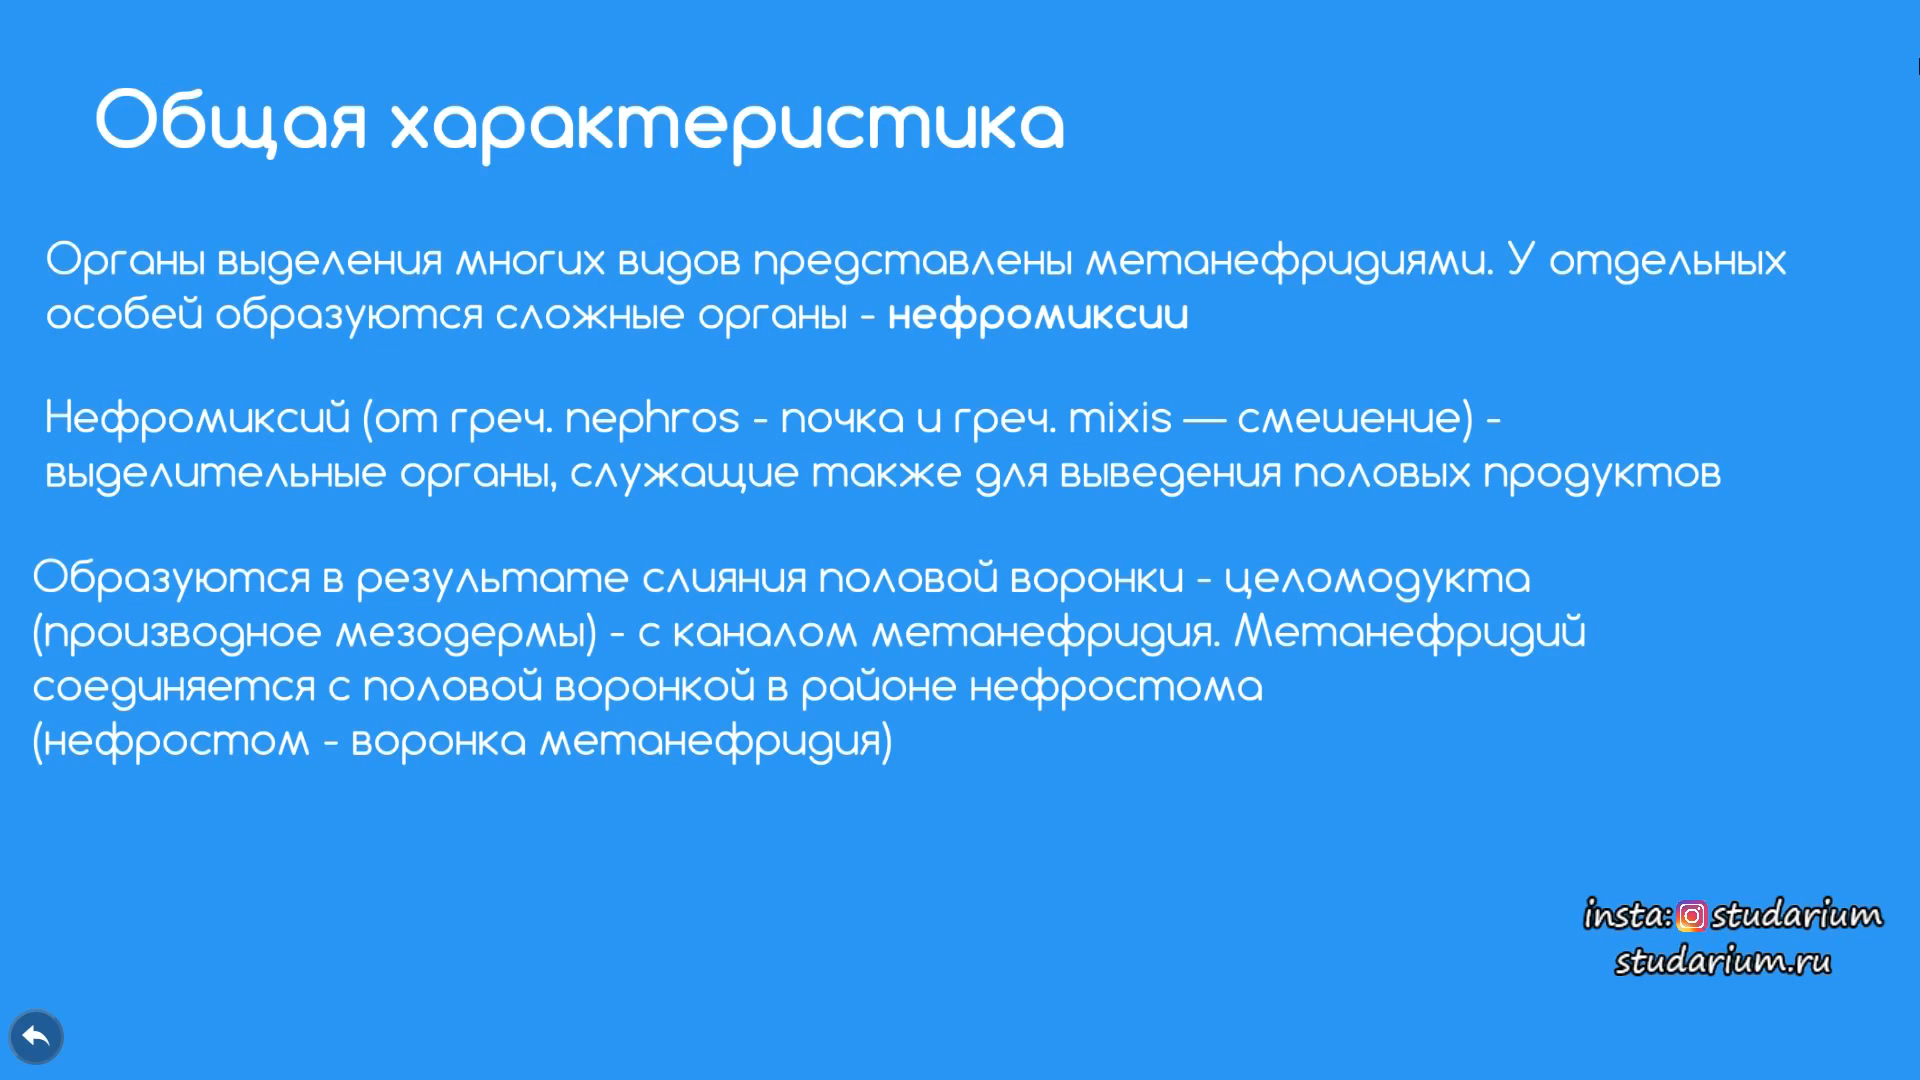 Общая характеристика
Органы выделения многих видов представлены метанефридиями. У отдельных
особей образуются сложные органы - нефромиксии
Нефромиксий (от греч. nephros - почка и греч. mixis — смешение) -
выделительные органы, служащие также для выведения половых продуктов
Образуются в результате слияния половой воронки - целомодукта
(производное мезодермы) - с каналом метанефридия. Метанефридий
соединяется с половой воронкой в районе нефростома
(нефростом - воронка метанефридия)
insta: studarium
studarium.ru